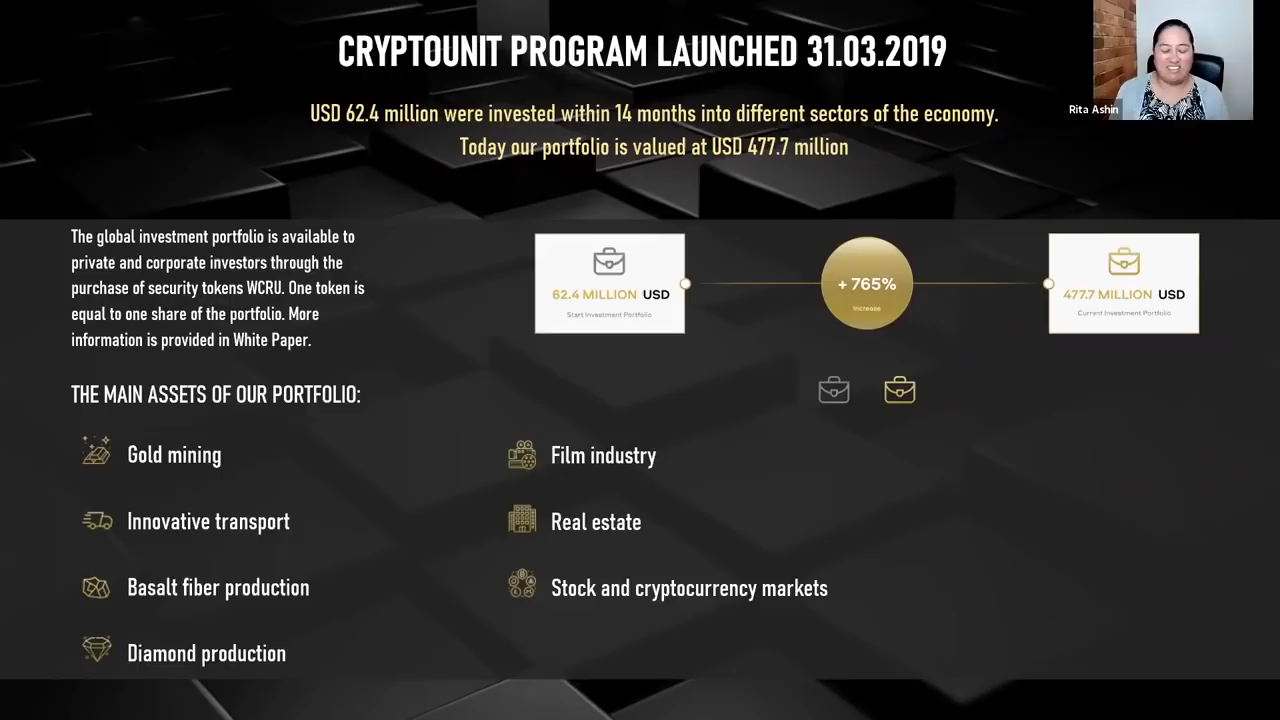 CRYPTOUNIT PROGRAM LAUNCHED 31.03.2019
USD 62.4 million were invested within 14 months into different sectors of the economy.
Today our portfolio is valued at USD 477.7 million
Rita Ashin
The global investment portfolio is available to
private and corporate investors through the
purchase of security tokens WCRU. One token is
equal to one share of the portfolio. More
information is provided in White Paper.
62.4 MILLION USD
Start Investment Portfolio
+ 765%
Increase
477.7 MILLION USD
Current Investment Portfolio
THE MAIN ASSETS OF OUR PORTFOLIO:
Gold mining
Innovative transport
Basalt fiber production
Diamond production
Film industry
Real estate
Stock and cryptocurrency markets